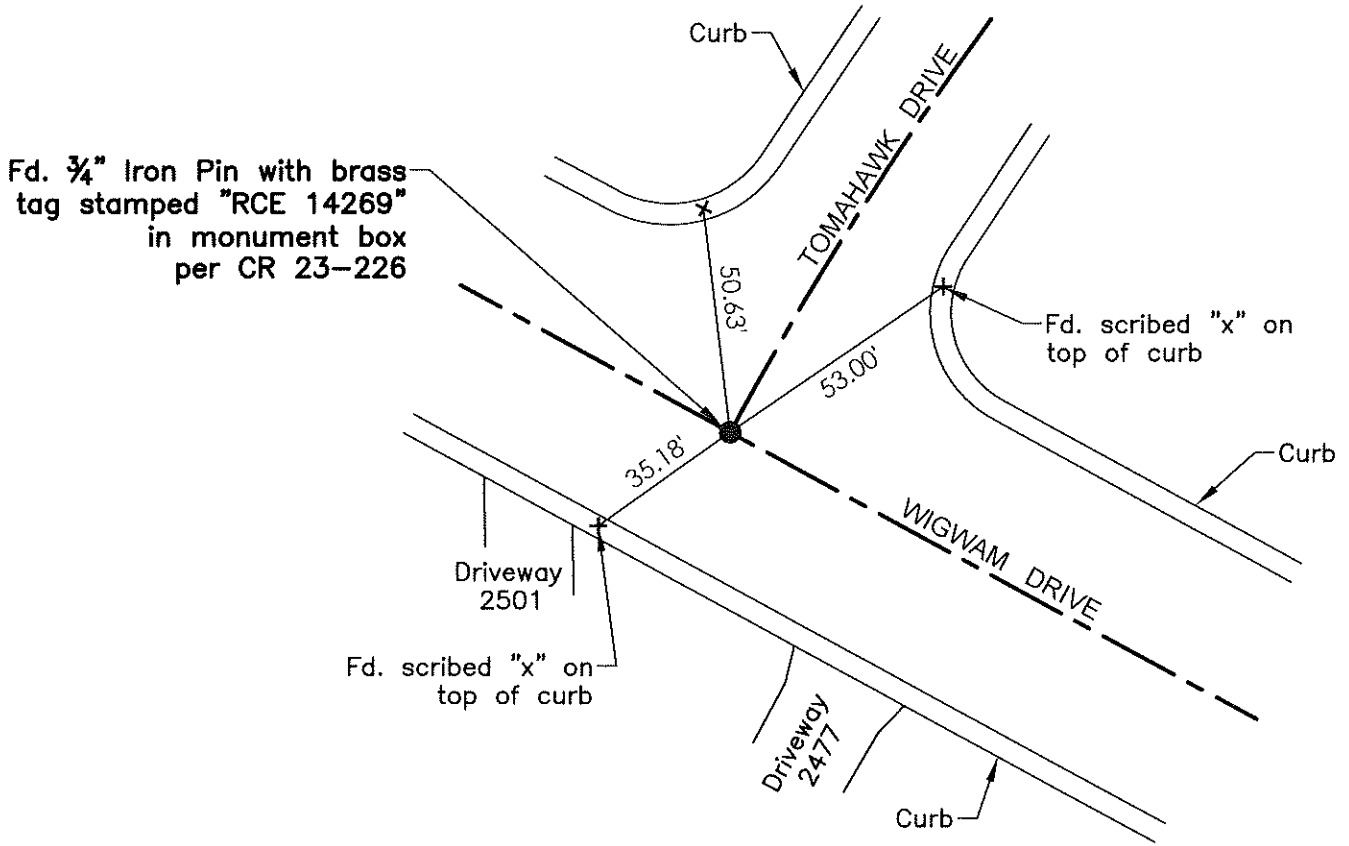 Curb
TOMAHAWK DRIVE
Fd. ¾" Iron Pin with brass
tag stamped "RCE 14269"
in monument box
per CR 23-226
50.63'
53.00'
Fd. scribed "x" on
top of curb
35.18'
Curb
WIGWAM DRIVE
Driveway
2501
Fd. scribed "x" on
top of curb
Driveway
2477
Curb